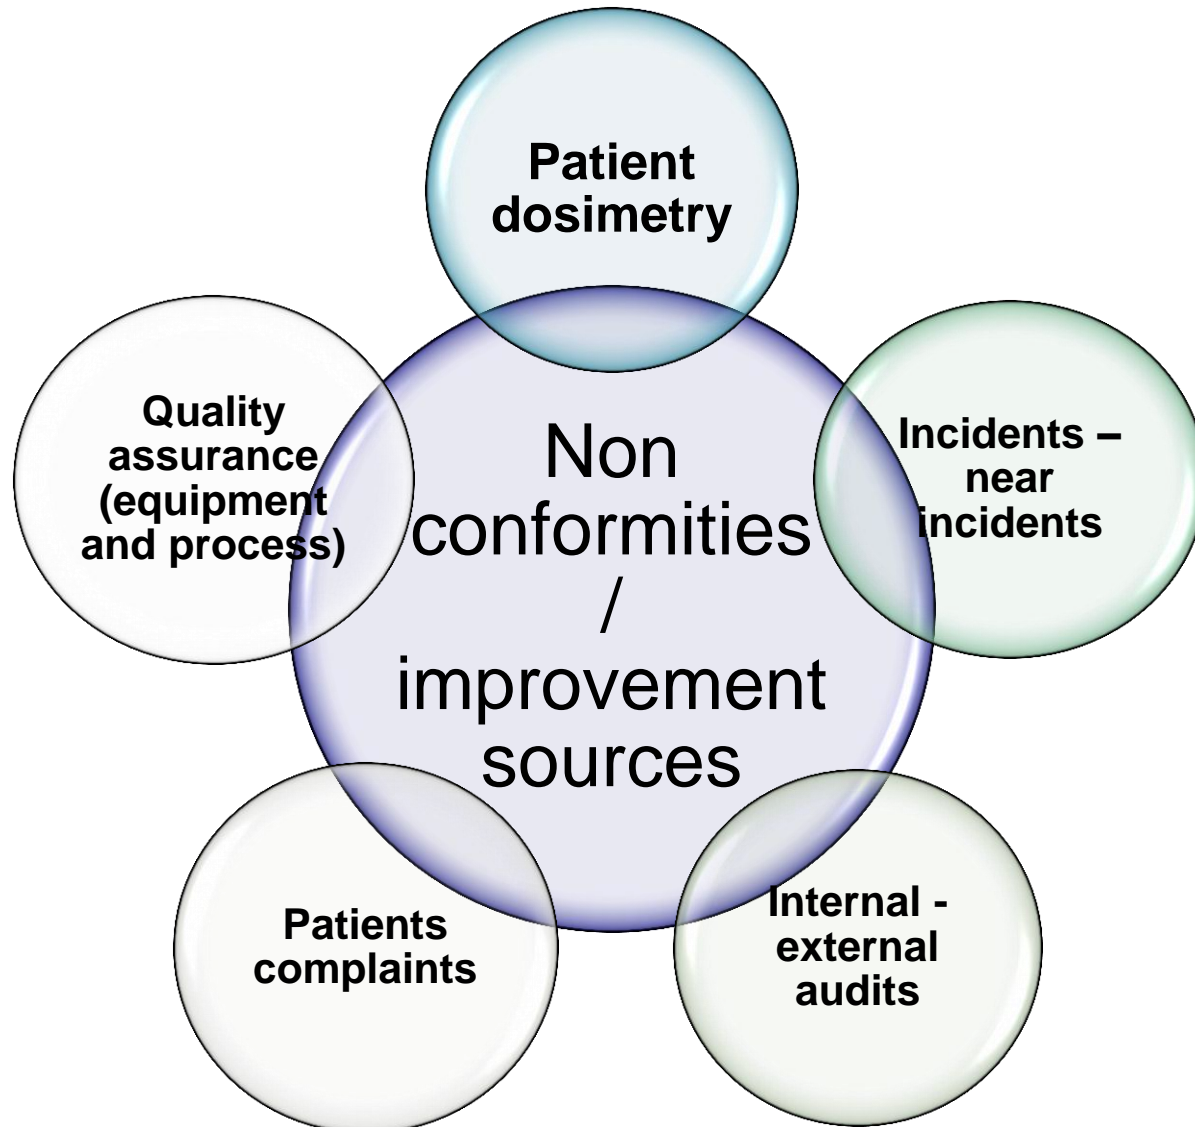 Patient
dosimetry
Quality
assurance
(equipment
and process)
Non
conformities
/
improvement
sources
Incidents –
near
incidents
Patients
complaints
Internal -
external
audits